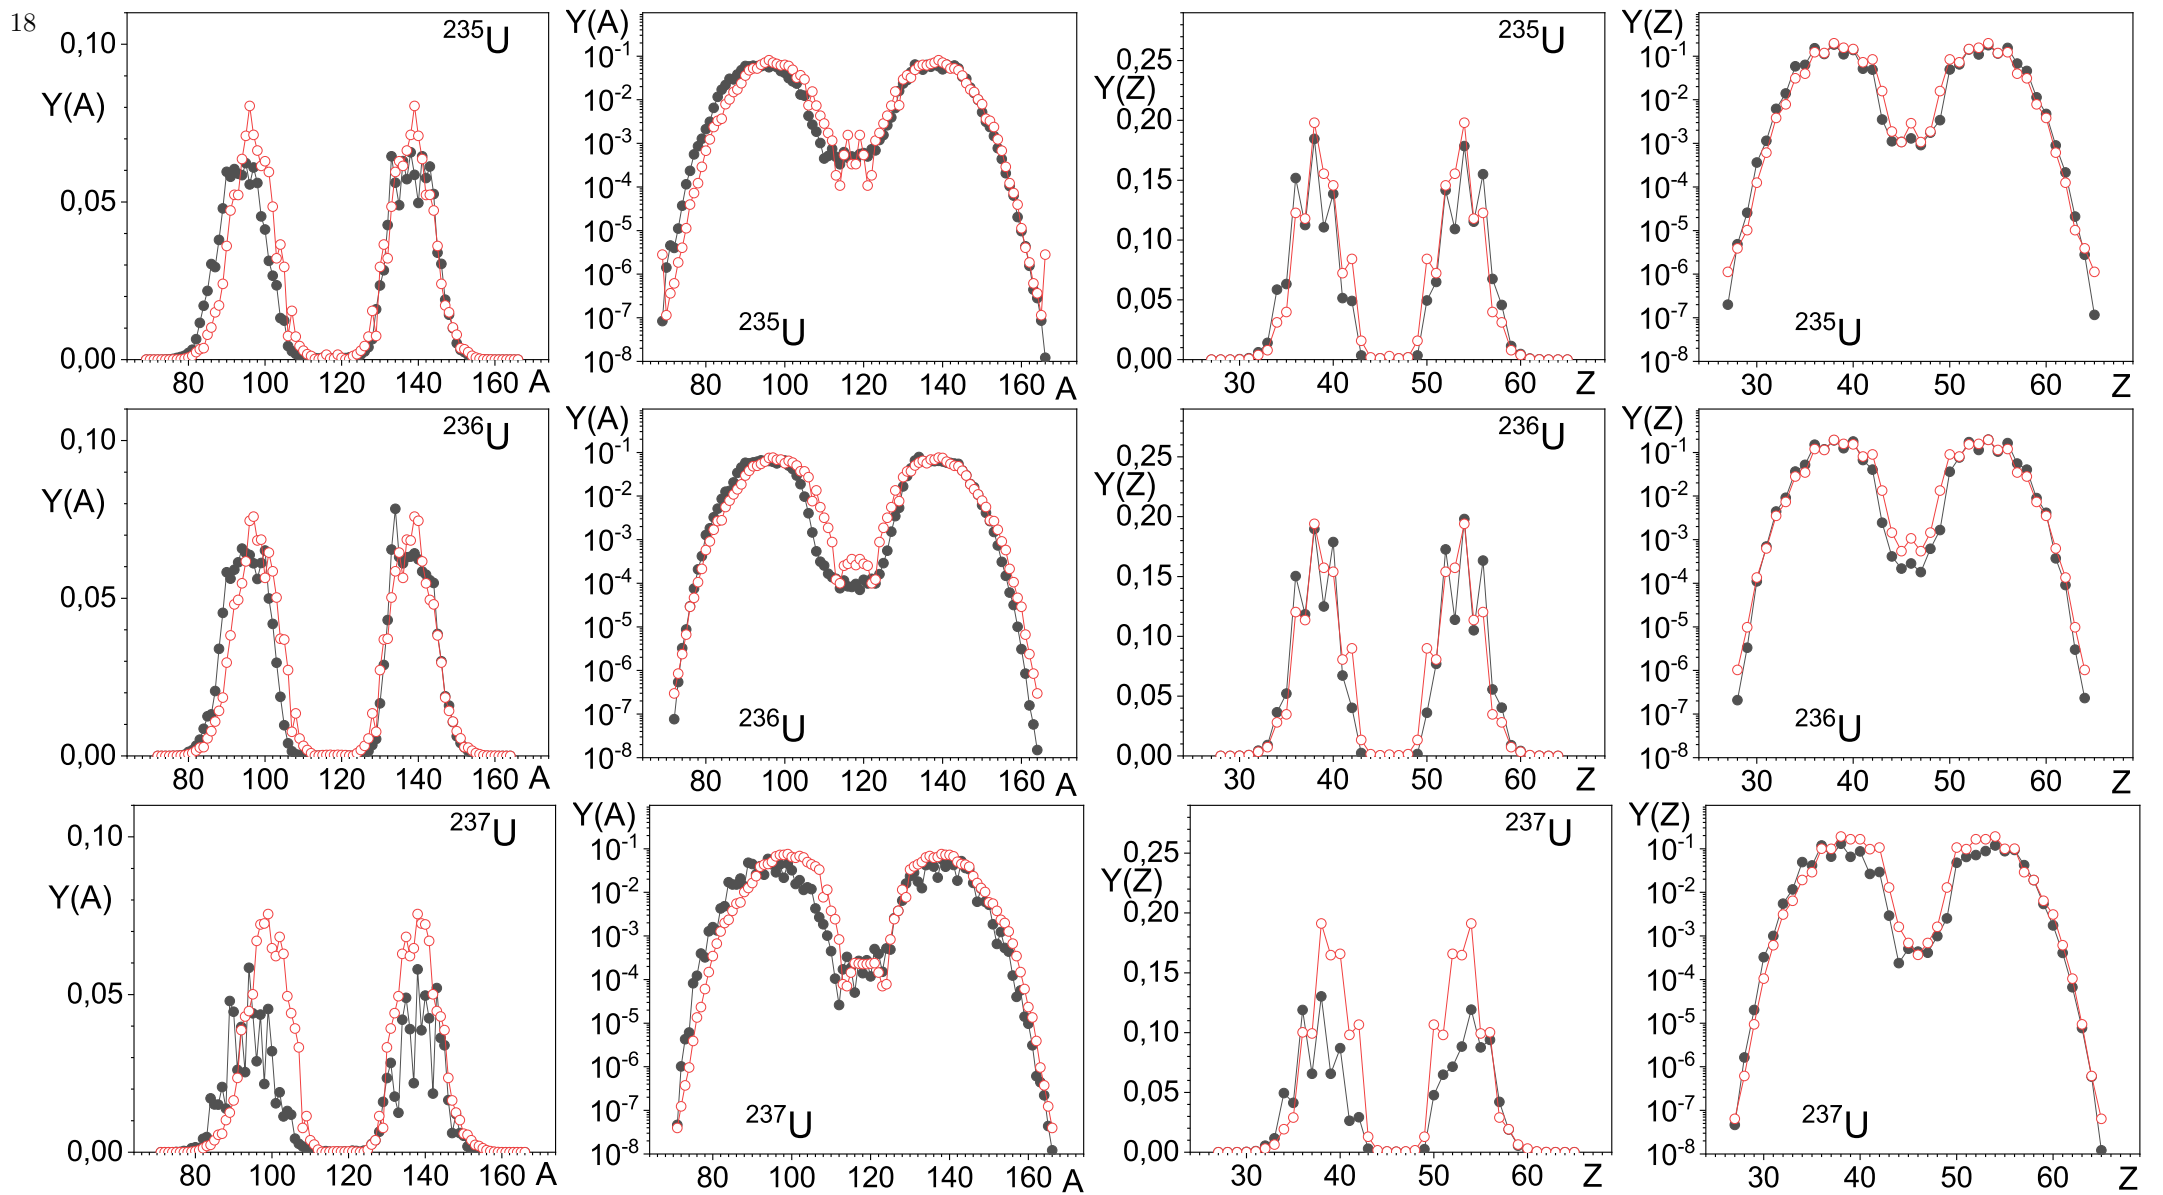 18
0,10
0,05
0,00
Y(A)
²³⁵U
80 100 120 140 160 A
Y(A)
10⁻¹
10⁻²
10⁻³
10⁻⁴
10⁻⁵
10⁻⁶
10⁻⁷
10⁻⁸
²³⁵U
80 100 120 140 160 A
0,25
Y(Z)
0,20
0,15
0,10
0,05
0,00
²³⁵U
30 40 50 60 Z
Y(Z)
10⁻¹
10⁻²
10⁻³
10⁻⁴
10⁻⁵
10⁻⁶
10⁻⁷
10⁻⁸
²³⁵U
30 40 50 60 Z
0,10
Y(A)
0,05
0,00
²³⁶U
80 100 120 140 160 A
Y(A)
10⁻¹
10⁻²
10⁻³
10⁻⁴
10⁻⁵
10⁻⁶
10⁻⁷
10⁻⁸
²³⁶U
80 100 120 140 160 A
0,25
Y(Z)
0,20
0,15
0,10
0,05
0,00
²³⁶U
30 40 50 60 Z
Y(Z)
10⁻¹
10⁻²
10⁻³
10⁻⁴
10⁻⁵
10⁻⁶
10⁻⁷
10⁻⁸
²³⁶U
30 40 50 60 Z
0,10
Y(A)
0,05
0,00
²³⁷U
80 100 120 140 160 A
Y(A)
10⁻¹
10⁻²
10⁻³
10⁻⁴
10⁻⁵
10⁻⁶
10⁻⁷
10⁻⁸
²³⁷U
80 100 120 140 160 A
0,25
Y(Z)
0,20
0,15
0,10
0,05
0,00
²³⁷U
30 40 50 60 Z
Y(Z)
10⁻¹
10⁻²
10⁻³
10⁻⁴
10⁻⁵
10⁻⁶
10⁻⁷
10⁻⁸
²³⁷U
30 40 50 60 Z